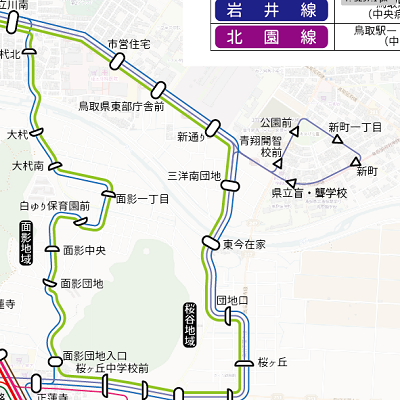 立川南
岩井線
(中央病
北園線
鳥取駅ー
市営住宅
大杙北
鳥取県東部庁舎前
新通り
公園前
新町一丁目
青翔開智
校前
新町
大杙
大杙南
三洋南団地
県立盲・聾学校
面影一丁目
白ゆり保育園前
面影地域
面影中央
東今在家
面影団地
団地口
桜谷地域
面影団地入口
桜ヶ丘中学校前
桜ヶ丘
正蓮寺